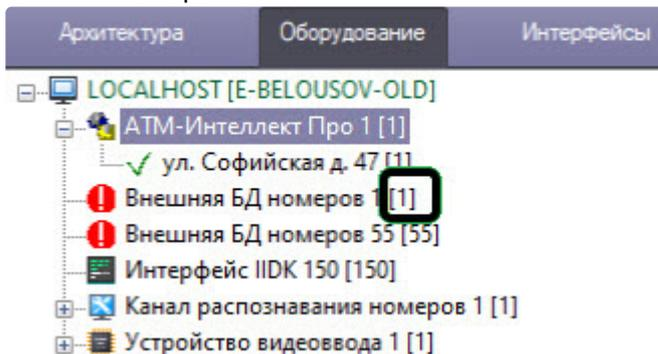 Архитектура Оборудование Интерфейсы
LOCALHOST [E-BELOUSOV-OLD]
АТМ-Интеллект Про 1 [1]
ул. Софийская д. 47 [1]
Внешняя БД номеров 1 [1]
Внешняя БД номеров 55 [55]
Интерфейс IIDK 150 [150]
Канал распознавания номеров 1 [1]
Устройство видеоввода 1 [1]